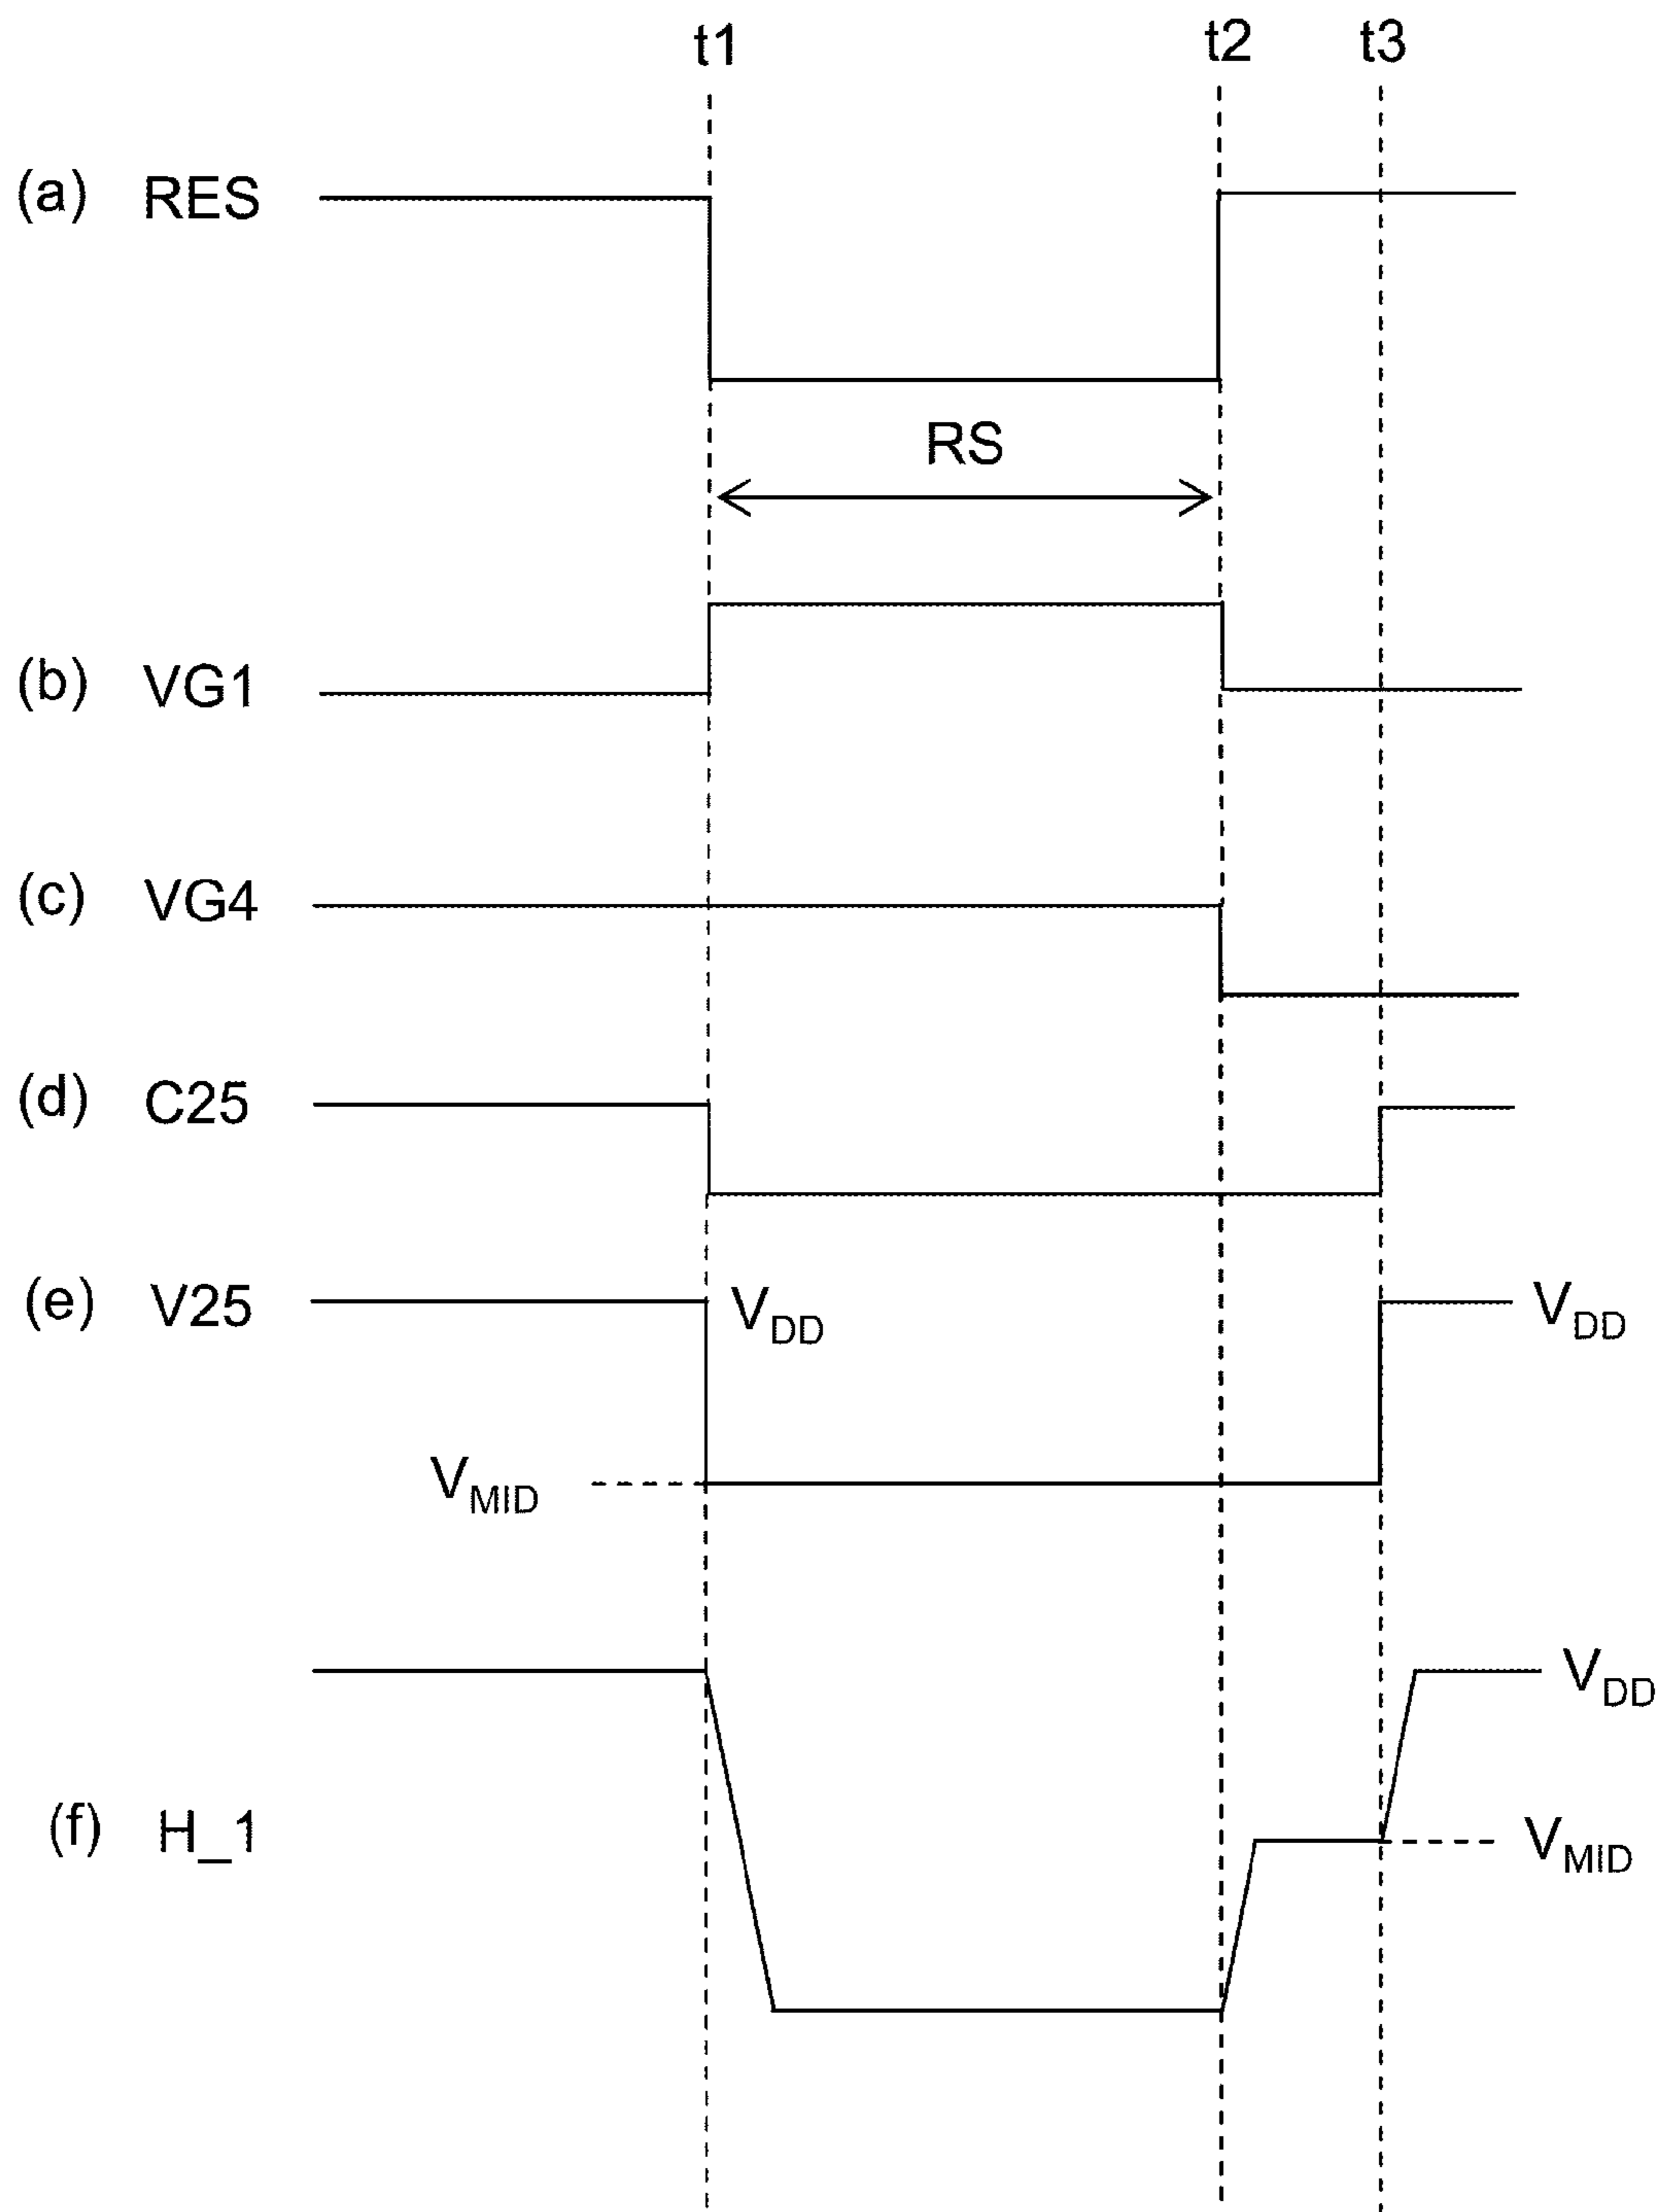 t1 t2 t3
(a) RES
RS
(b) VG1
(c) VG4
(d) C25
(e) V25 VDD VDD
VMID
VDD
(f) H_1 VMID